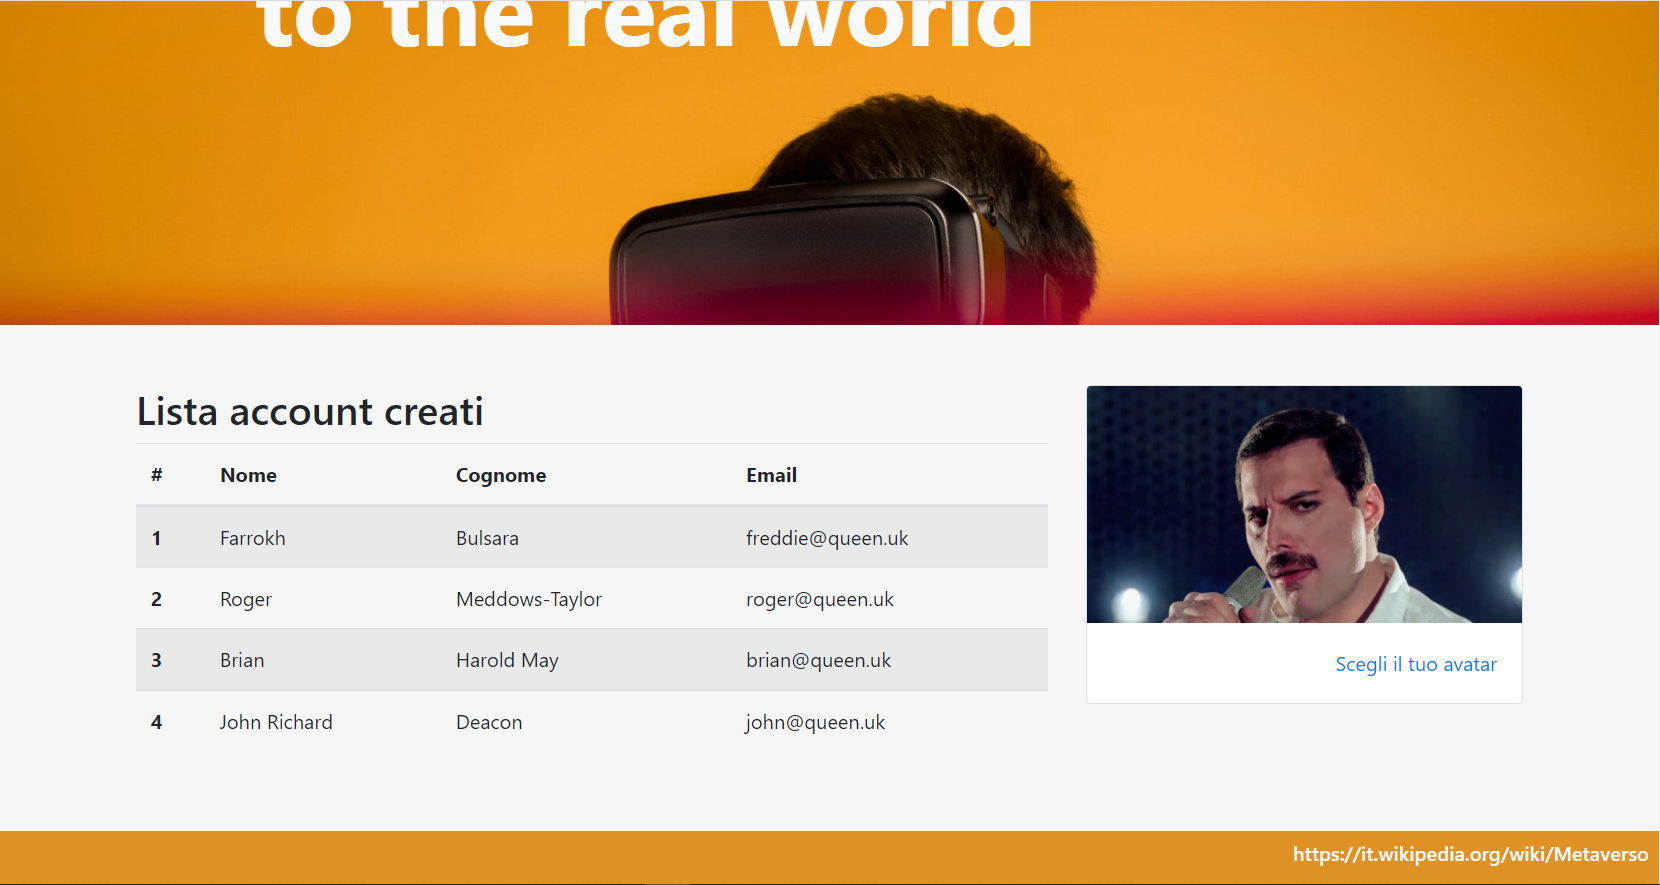 to the real world
Lista account creati
# Nome Cognome Email
1 Farrokh Bulsara freddie@queen.uk
2 Roger Meddows-Taylor roger@queen.uk
3 Brian Harold May brian@queen.uk
4 John Richard Deacon john@queen.uk
Scegli il tuo avatar
https://it.wikipedia.org/wiki/Metaverso